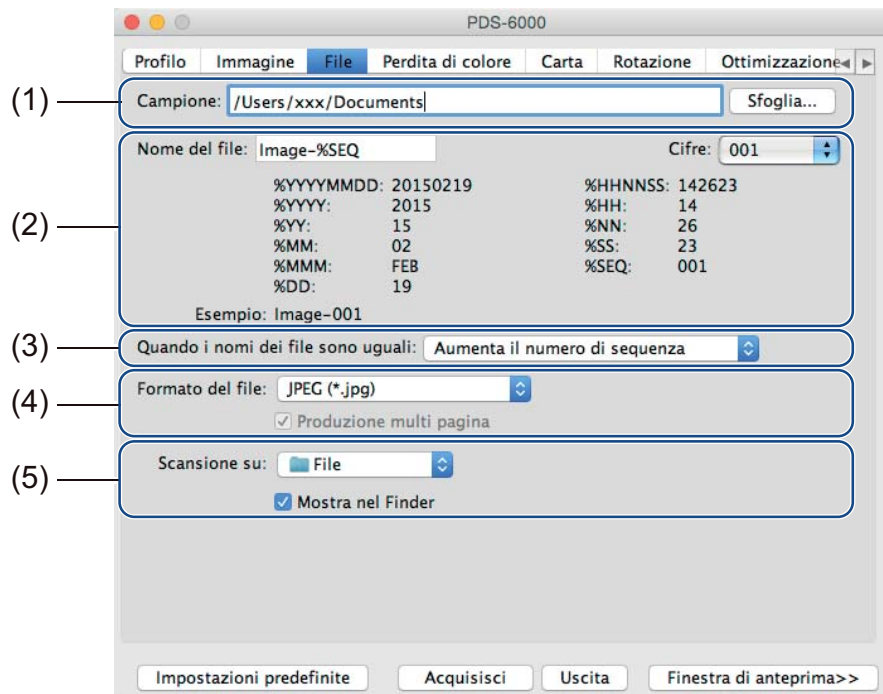 PDS-6000
Profilo Immagine File Perdita di colore Carta Rotazione Ottimizzazione
(1) Campione: /Users/xxx/Documents Sfoglia...
(2) Nome del file: Image-%SEQ Cifre: 001
%YYYYMMDD: 20150219 %HHNNSS: 142623
%YYYY: 2015 %HH: 14
%YY: 15 %NN: 26
%MM: 02 %SS: 23
%MMM: FEB %SEQ: 001
%DD: 19
Esempio: Image-001
(3) Quando i nomi dei file sono uguali: Aumenta il numero di sequenza
(4) Formato del file: JPEG (*.jpg)
Produzione multi pagina
(5) Scansione su: File
Mostra nel Finder
Impostazioni predefinite Acquisisci Uscita Finestra di anteprima>>